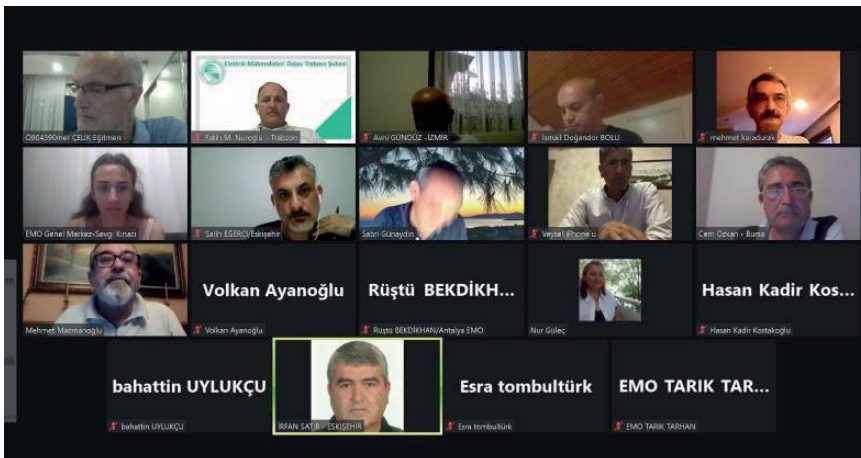 Elektrik Mühendisleri Odası Trabzon Şubesi
O804390mer ÇELİK Eğitmen
Fatih M. Nuroğlu - Trabzon
Avni GÜNDÜZ -İZMİR
İsmail Doğandor BOLU
mehmet karadurak
EMO Genel Merkez-Sevgi Kınacı
Salih EĞERCİ/Eskişehir
Sabri Günaydın
Veysel iPhone'u
Cem Özkan - Bursa
Mehmet Mazmanoğlu
Volkan Ayanoğlu
Volkan Ayanoğlu
Rüştü BEKDİKH...
Rüştü BEKDİKHAN/Antalya EMO
Nur Güleç
Hasan Kadir Kos...
Hasan Kadir Kostakoğlu
bahattin UYLUKÇU
bahattin UYLUKÇU
İRFAN SATIR - ESKİŞEHİR
Esra tombultürk
Esra tombultürk
EMO TARIK TAR...
EMO TARIK TARHAN